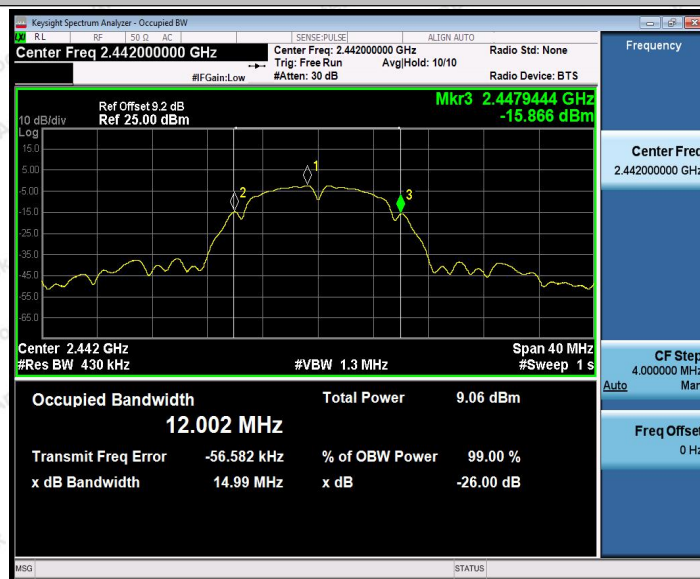 Keysight Spectrum Analyzer - Occupied BW
LXI RL RF 50 Ω AC SENSE:PULSE ALIGN AUTO
Center Freq 2.442000000 GHz
Center Freq: 2.442000000 GHz Radio Std: None
Trig: Free Run Avg|Hold: 10/10
#IFGain:Low #Atten: 30 dB Radio Device: BTS
Mkr3 2.4479444 GHz
-15.866 dBm
Ref Offset 9.2 dB
10 dB/div Ref 25.00 dBm
Log
15.0
5.00
-5.00
-15.0
-25.0
-35.0
-45.0
-55.0
-65.0
1
2
3
Center 2.442 GHz Span 40 MHz
#Res BW 430 kHz #VBW 1.3 MHz #Sweep 1 s
Occupied Bandwidth Total Power 9.06 dBm
12.002 MHz
Transmit Freq Error -56.582 kHz % of OBW Power 99.00 %
x dB Bandwidth 14.99 MHz x dB -26.00 dB
MSG STATUS
Frequency
Center Freq
2.442000000 GHz
CF Step
4.000000 MHz
Auto Man
Freq Offset
0 Hz